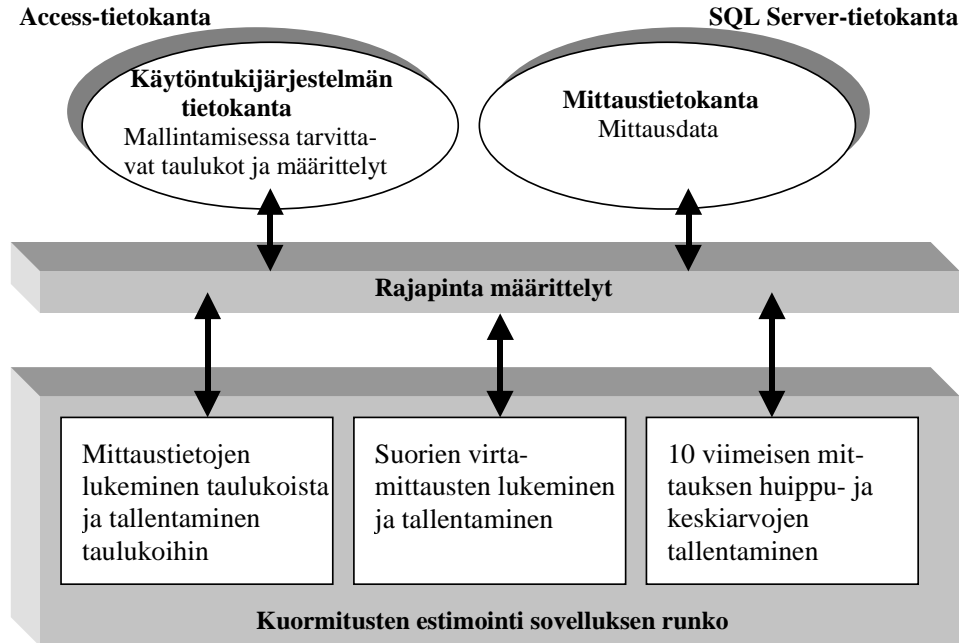 Access-tietokanta
SQL Server-tietokanta
Käytöntukijärjestelmän
tietokanta
Mallintamisessa tarvitta-
vat taulukot ja määrittelyt
Mittaustietokanta
Mittausdata
Rajapinta määrittelyt
Mittaustietojen
lukeminen taulukoista
ja tallentaminen
taulukoihin
Suorien virta-
mittausten lukeminen
ja tallentaminen
10 viimeisen mit-
tauksen huippu- ja
keskiarvojen
tallentaminen
Kuormitusten estimointi sovelluksen runko